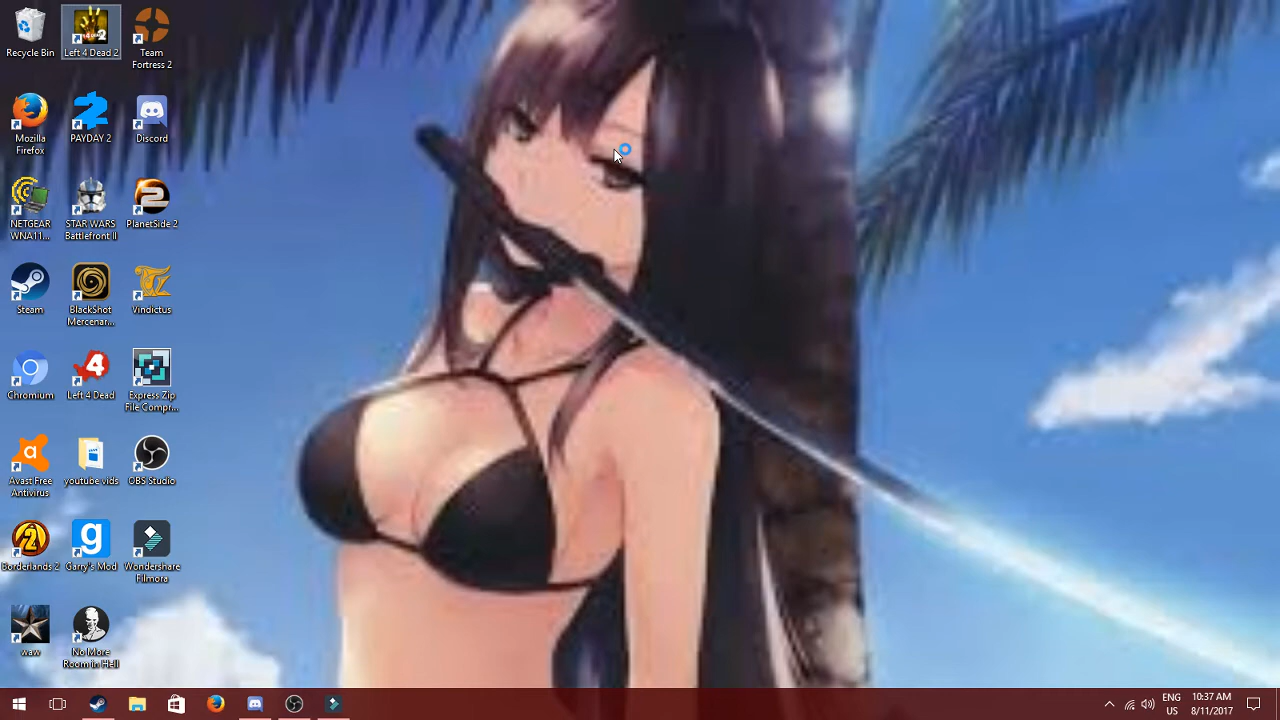 Recycle Bin
Left 4 Dead 2
Team
Fortress 2
Mozilla
Firefox
PAYDAY 2
Discord
NETGEAR
WNA11...
STAR WARS
Battlefront II
PlanetSide 2
Steam
BlackShot
Mercenar...
Vindictus
Chromium
Left 4 Dead
Express Zip
File Compr...
Avast Free
Antivirus
youtube vids
OBS Studio
Borderlands 2
Garry's Mod
Wondershare
Filmora
waw
No More
Room in Hell
ENG
US
10:37 AM
8/11/2017